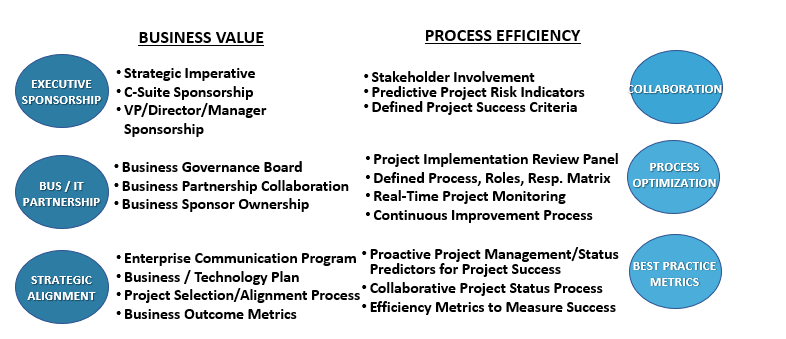 BUSINESS VALUE
EXECUTIVE
SPONSORSHIP
• Strategic Imperative
• C-Suite Sponsorship
• VP/Director/Manager
Sponsorship
BUS / IT
PARTNERSHIP
• Business Governance Board
• Business Partnership Collaboration
• Business Sponsor Ownership
STRATEGIC
ALIGNMENT
• Enterprise Communication Program
• Business / Technology Plan
• Project Selection/Alignment Process
• Business Outcome Metrics
PROCESS EFFICIENCY
• Stakeholder Involvement
• Predictive Project Risk Indicators
• Defined Project Success Criteria
COLLABORATION
• Project Implementation Review Panel
• Defined Process, Roles, Resp. Matrix
• Real-Time Project Monitoring
• Continuous Improvement Process
PROCESS
OPTIMIZATION
• Proactive Project Management/Status
Predictors for Project Success
• Collaborative Project Status Process
• Efficiency Metrics to Measure Success
BEST PRACTICE
METRICS